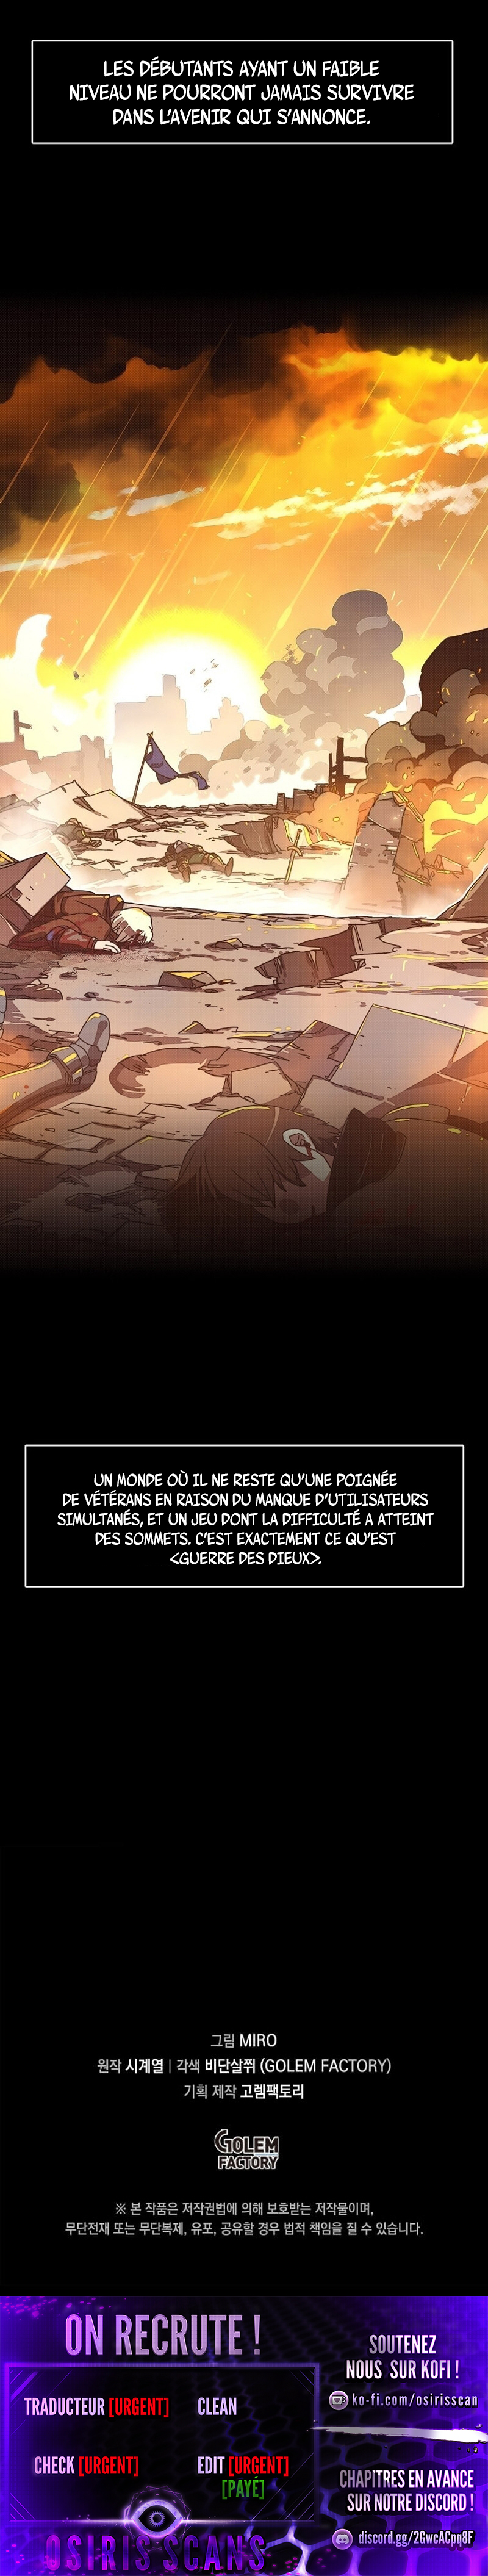 LES DÉBUTANTS AYANT UN FAIBLE
NIVEAU NE POURRONT JAMAIS SURVIVRE
DANS L'AVENIR QUI S'ANNONCE.
UN MONDE OÙ IL NE RESTE QU'UNE POIGNÉE
DE VÉTÉRANS EN RAISON DU MANQUE D'UTILISATEURS
SIMULTANÉS, ET UN JEU DONT LA DIFFICULTÉ A ATTEINT
DES SOMMETS. C'EST EXACTEMENT CE QU'EST
<GUERRE DES DIEUX>.
그림 MIRO
원작 시계열 | 각색 비단살쾡이 (GOLEM FACTORY)
기획 제작 고렘팩토리
GOLEM
FACTORY
※ 본 작품은 저작권법에 의해 보호받는 저작물이며,
무단전재 또는 무단복제, 유포, 공유할 경우 법적 책임을 질 수 있습니다.
ON RECRUTE !
TRADUCTEUR [URGENT] CLEAN
CHECK [URGENT] EDIT [URGENT]
[PAYÉ]
OSIRIS SCANS
SOUTENEZ
NOUS SUR KOFI !
ko-fi.com/osirisscan
CHAPITRES EN AVANCE
SUR NOTRE DISCORD !
discord.gg/2GwcACpq8F